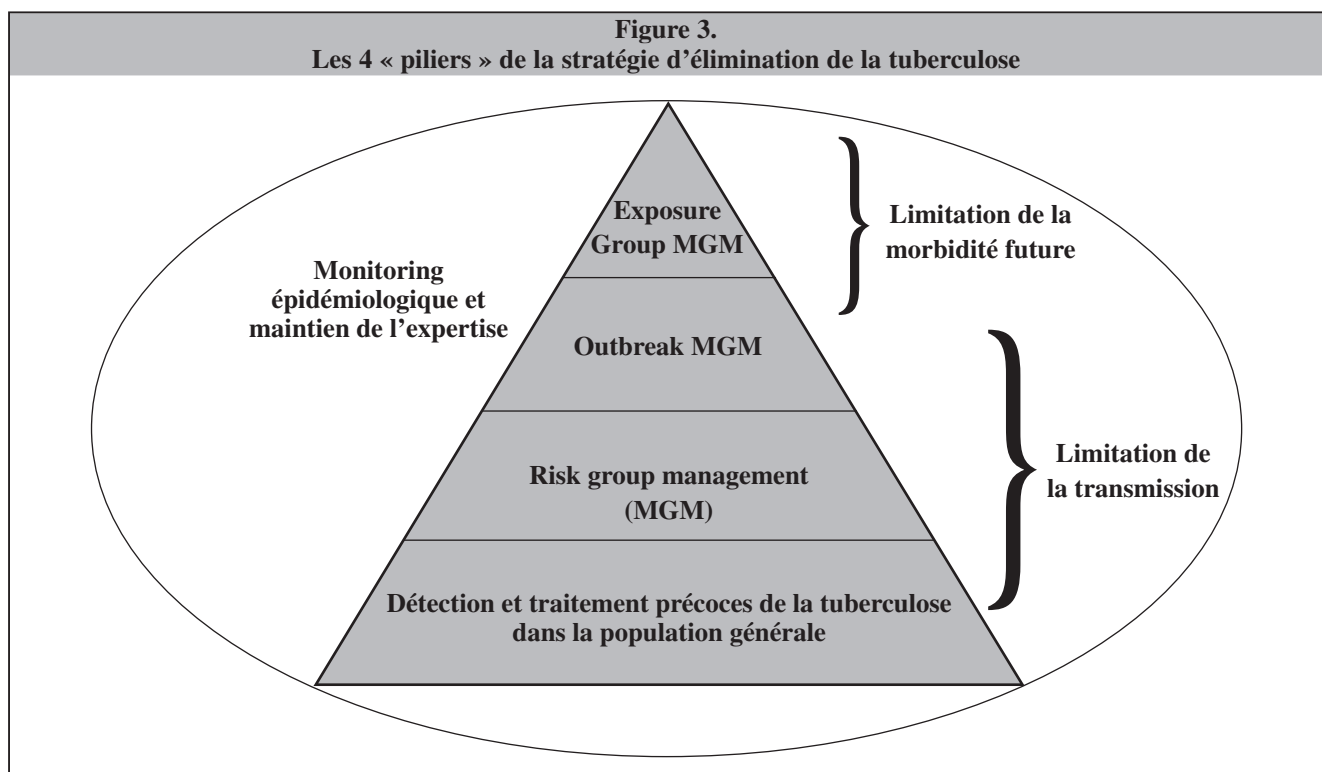 Figure 3.
Les 4 « piliers » de la stratégie d’élimination de la tuberculose
Exposure
Group MGM
Limitation de la
morbidité future
Monitoring
épidémiologique et
maintien de l’expertise
Outbreak MGM
Risk group management
(MGM)
Limitation de
la transmission
Détection et traitement précoces de la tuberculose
dans la population générale